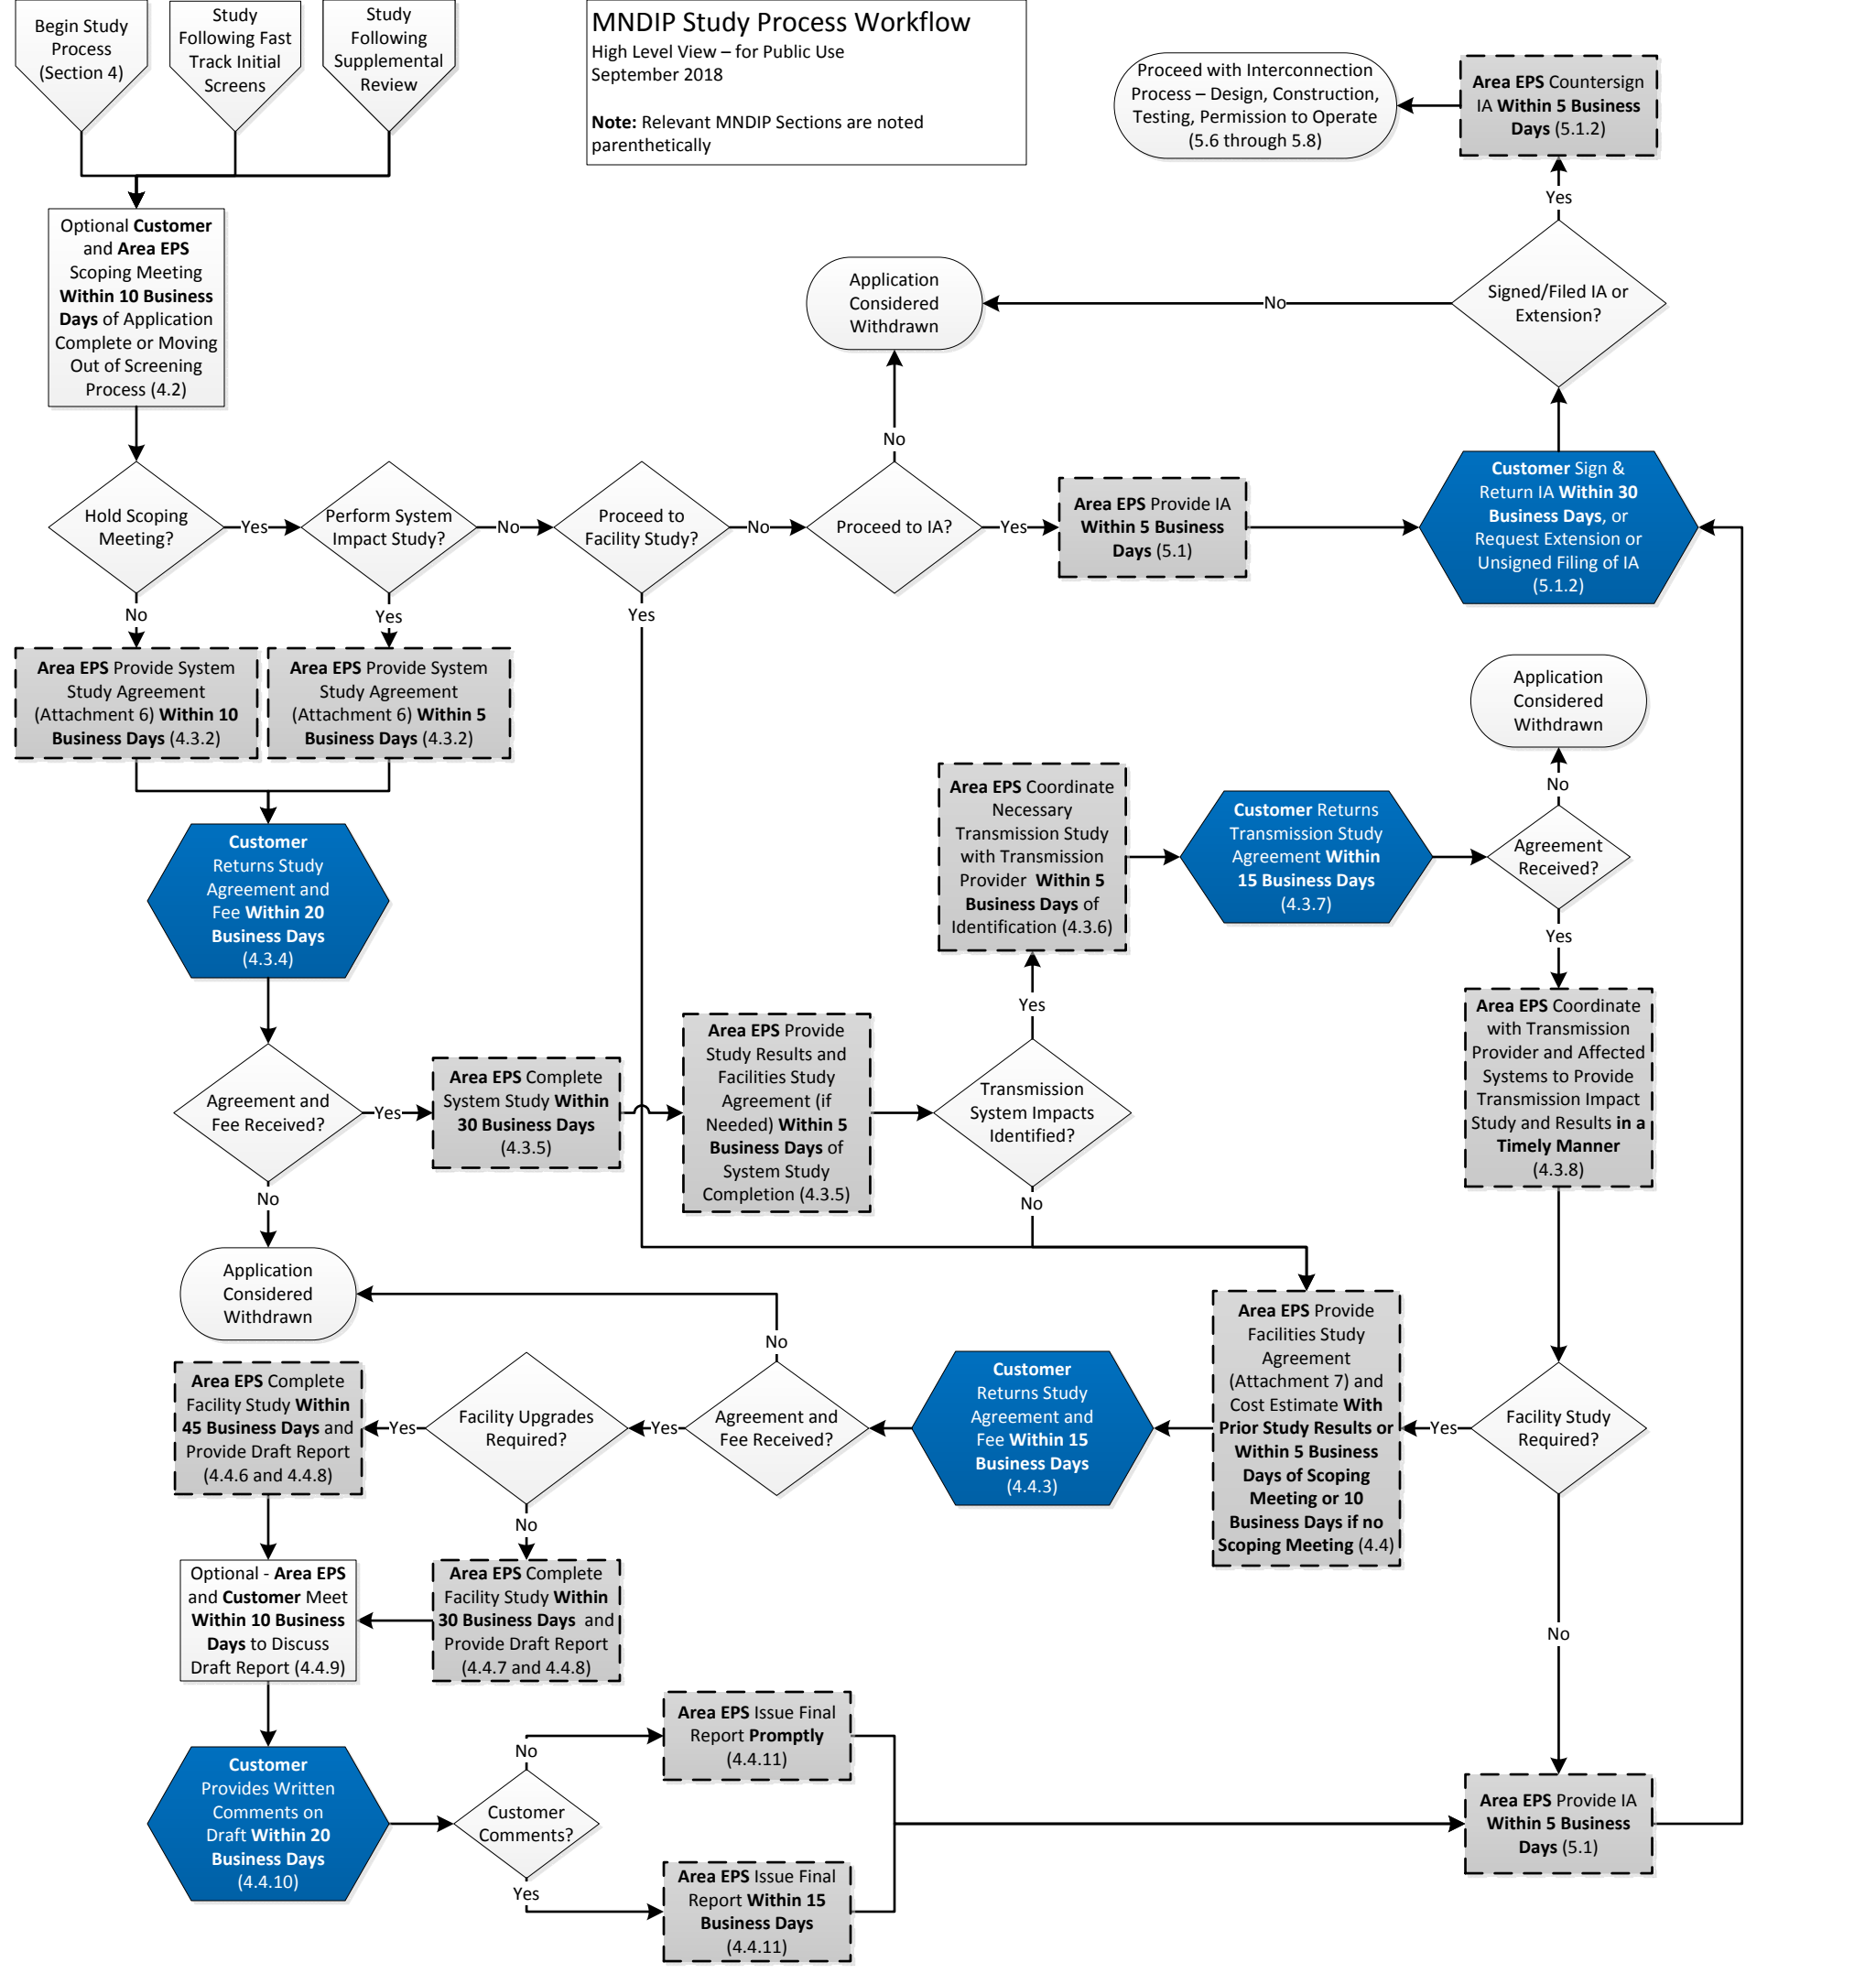 Begin Study
Process
(Section 4)
Study
Following Fast
Track Initial
Screens
Study
Following
Supplemental
Review
MNDIP Study Process Workflow
High Level View – for Public Use
September 2018
Note: Relevant MNDIP Sections are noted
parenthetically
Proceed with Interconnection
Process – Design, Construction,
Testing, Permission to Operate
(5.6 through 5.8)
Area EPS Countersign
IA Within 5 Business
Days (5.1.2)
Yes
Optional Customer
and Area EPS
Scoping Meeting
Within 10 Business
Days of Application
Complete or Moving
Out of Screening
Process (4.2)
Application
Considered
Withdrawn
No
Signed/Filed IA or
Extension?
No
Hold Scoping
Meeting?
Yes
Perform System
Impact Study?
No
Proceed to
Facility Study?
No
Proceed to IA?
Yes
Area EPS Provide IA
Within 5 Business
Days (5.1)
Customer Sign &
Return IA Within 30
Business Days, or
Request Extension or
Unsigned Filing of IA
(5.1.2)
No
Yes
Yes
Area EPS Provide System
Study Agreement
(Attachment 6) Within 10
Business Days (4.3.2)
Area EPS Provide System
Study Agreement
(Attachment 6) Within 5
Business Days (4.3.2)
Application
Considered
Withdrawn
No
Customer
Returns Study
Agreement and
Fee Within 20
Business Days
(4.3.4)
Area EPS Coordinate
Necessary
Transmission Study
with Transmission
Provider Within 5
Business Days of
Identification (4.3.6)
Customer Returns
Transmission Study
Agreement Within
15 Business Days
(4.3.7)
Agreement
Received?
Yes
Yes
Agreement and
Fee Received?
Yes
Area EPS Complete
System Study Within
30 Business Days
(4.3.5)
Area EPS Provide
Study Results and
Facilities Study
Agreement (if
Needed) Within 5
Business Days of
System Study
Completion (4.3.5)
Transmission
System Impacts
Identified?
Area EPS Coordinate
with Transmission
Provider and Affected
Systems to Provide
Transmission Impact
Study and Results in a
Timely Manner
(4.3.8)
No
No
Application
Considered
Withdrawn
No
Area EPS Complete
Facility Study Within
45 Business Days and
Provide Draft Report
(4.4.6 and 4.4.8)
Yes
Facility Upgrades
Required?
Yes
Agreement and
Fee Received?
Customer
Returns Study
Agreement and
Fee Within 15
Business Days
(4.4.3)
Area EPS Provide
Facilities Study
Agreement
(Attachment 7) and
Cost Estimate With
Prior Study Results or
Within 5 Business
Days of Scoping
Meeting or 10
Business Days if no
Scoping Meeting (4.4)
Yes
Facility Study
Required?
No
Optional - Area EPS
and Customer Meet
Within 10 Business
Days to Discuss
Draft Report (4.4.9)
Area EPS Complete
Facility Study Within
30 Business Days and
Provide Draft Report
(4.4.7 and 4.4.8)
No
Customer
Provides Written
Comments on
Draft Within 20
Business Days
(4.4.10)
Customer
Comments?
No
Area EPS Issue Final
Report Promptly
(4.4.11)
Yes
Area EPS Issue Final
Report Within 15
Business Days
(4.4.11)
Area EPS Provide IA
Within 5 Business
Days (5.1)